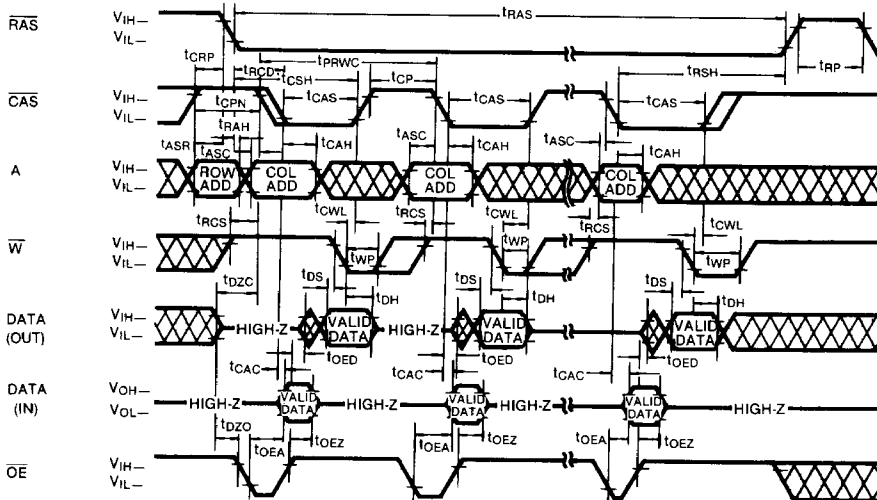 RAS VIH VIL tRAS tRP
tCRP tRCD tPRWC tCSH tCP tRSH
CAS VIH VIL tCPN tCAS tCAS tCAS
tRAH
tASR tASC tCAH tASC tCAH tASC tCAH
A VIH VIL ROW ADD COL ADD COL ADD COL ADD
tRCS tCWL tRCS tCWL tRCS tCWL
W VIH VIL tWP tWP tWP
tDZC tDS tDH tDS tDH tDS tDH
DATA (OUT) VIH VIL HIGH-Z VALID DATA HIGH-Z VALID DATA VALID DATA
tCAC tOED tCAC tOED tCAC tOED
DATA (IN) VOH VOL HIGH-Z VALID DATA HIGH-Z VALID DATA HIGH-Z VALID DATA HIGH-Z
tDZO tOEA tOEZ tOEA tOEZ tOEA tOEZ
OE VIH VIL